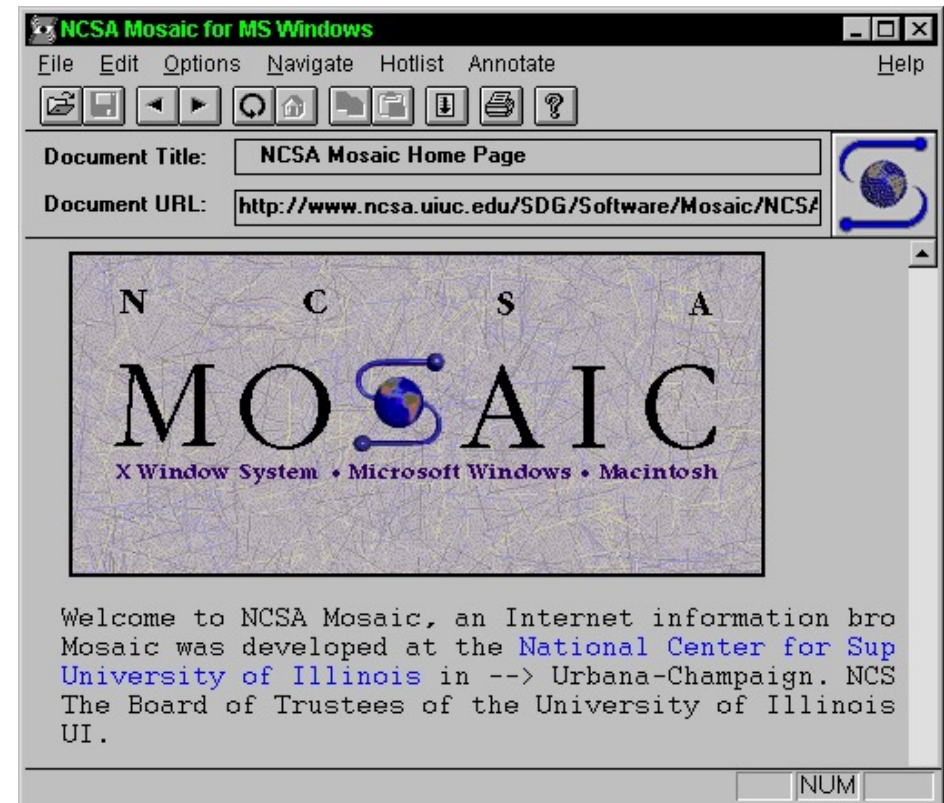 NCSA Mosaic for MS Windows
File Edit Options Navigate Hotlist Annotate Help
Document Title: NCSA Mosaic Home Page
Document URL: http://www.ncsa.uiuc.edu/SDG/Software/Mosaic/NCSA
N C S A
MOSAIC
X Window System • Microsoft Windows • Macintosh
Welcome to NCSA Mosaic, an Internet information bro
Mosaic was developed at the National Center for Sup
University of Illinois in --> Urbana-Champaign. NCS
The Board of Trustees of the University of Illinois
UI.
NUM